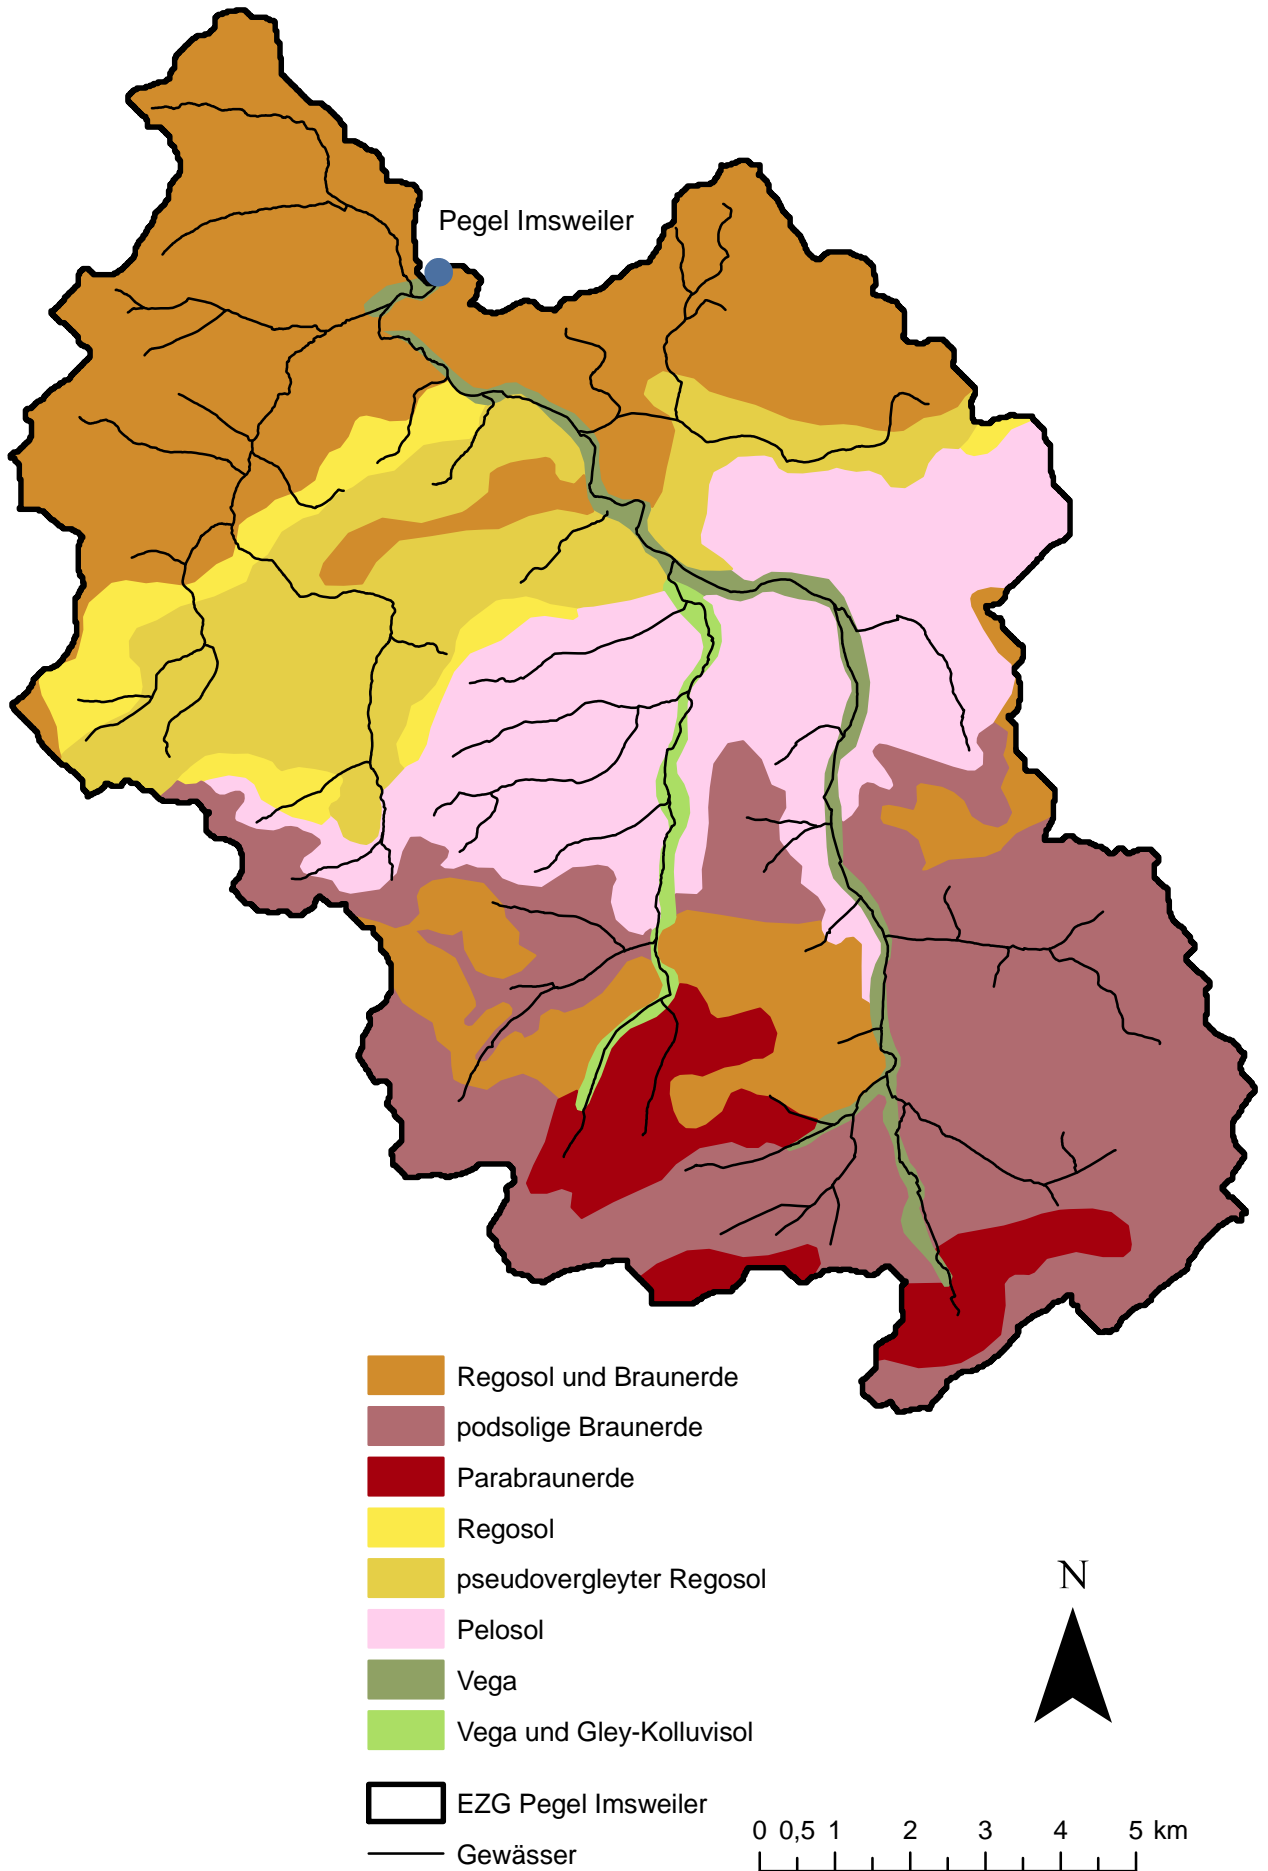 Pegel Imsweiler
Regosol und Braunerde
podsolige Braunerde
Parabraunerde
Regosol
pseudovergleyter Regosol
Pelosol
Vega
Vega und Gley-Kolluvisol
EZG Pegel Imsweiler
Gewässer
N
0 0,5 1 2 3 4 5 km